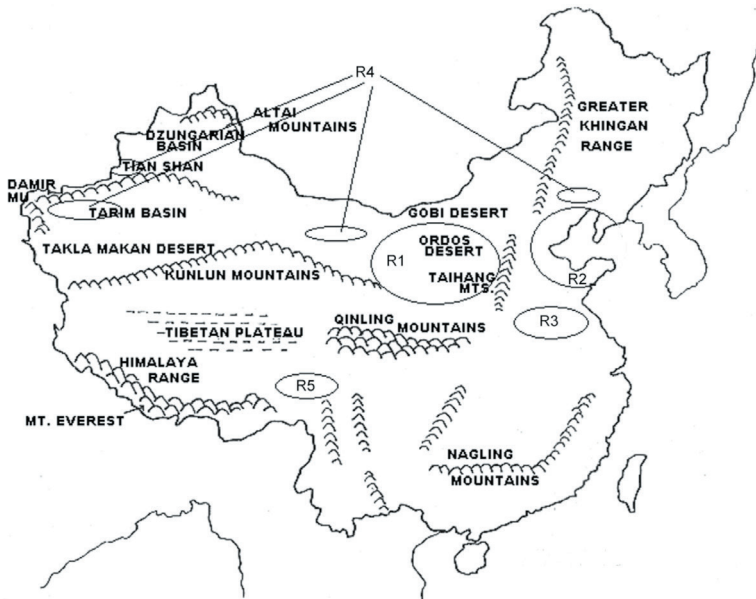 R4
ALTAI
MOUNTAINS
DZUNGARIAN
BASIN
TIAN SHAN
GREATER
KHINGAN
RANGE
DAMIR
MU
TARIM BASIN
GOBI DESERT
TAKLA MAKAN DESERT
KUNLUN MOUNTAINS
R1
ORDOS
DESERT
TAIHANG
MTS.
R2
QINLING
MOUNTAINS
R3
TIBETAN PLATEAU
HIMALAYA
RANGE
R5
MT. EVEREST
NAGLING
MOUNTAINS